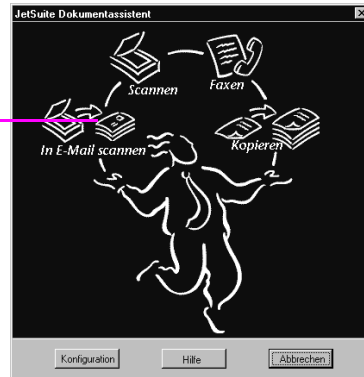 JetSuite Dokumentassistent
Scannen
Faxen
In E-Mail scannen
Kopieren
Konfiguration
Hilfe
Abbrechen